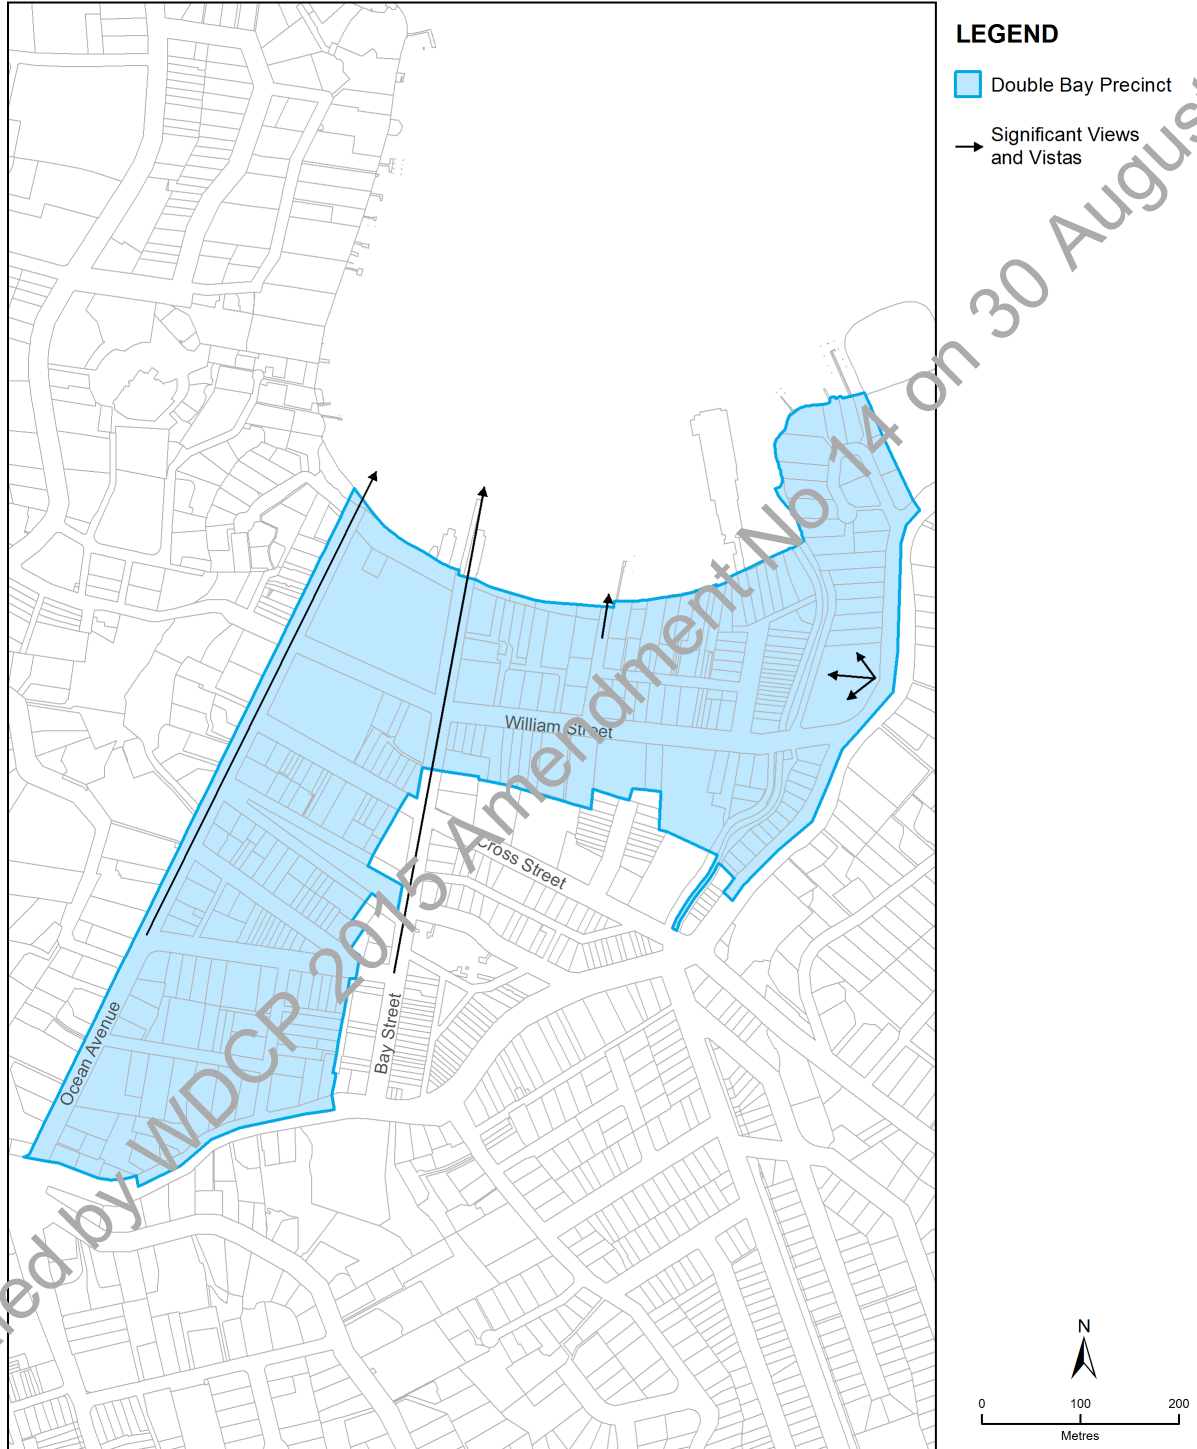 LEGEND
Double Bay Precinct
Significant Views
and Vistas
William Street
Cross Street
Bay Street
Ocean Avenue
by WDCP 2015 Amendment No 14 on 30 August
N
0 100 200
Metres